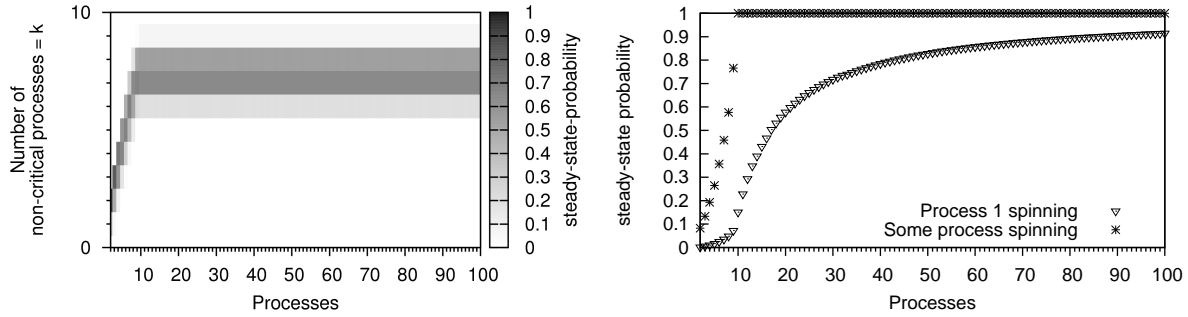 Number of
non-critical processes = k
10
0
10 20 30 40 50 60 70 80 90 100
Processes
1
0.9
0.8
0.7
0.6
0.5
0.4
0.3
0.2
0.1
0
steady-state-probability
steady-state probability
1
0.9
0.8
0.7
0.6
0.5
0.4
0.3
0.2
0.1
0
Process 1 spinning
Some process spinning
10 20 30 40 50 60 70 80 90 100
Processes